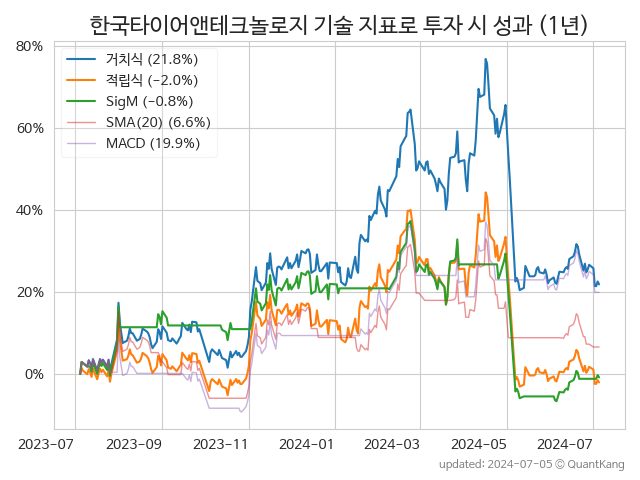 한국타이어앤테크놀로지 기술 지표로 투자 시 성과 (1년)
80%
60%
40%
20%
0%
거치식 (21.8%)
적립식 (−2.0%)
SigM (−0.8%)
SMA(20) (6.6%)
MACD (19.9%)
2023-07 2023-09 2023-11 2024-01 2024-03 2024-05 2024-07
updated: 2024-07-05 © QuantKang